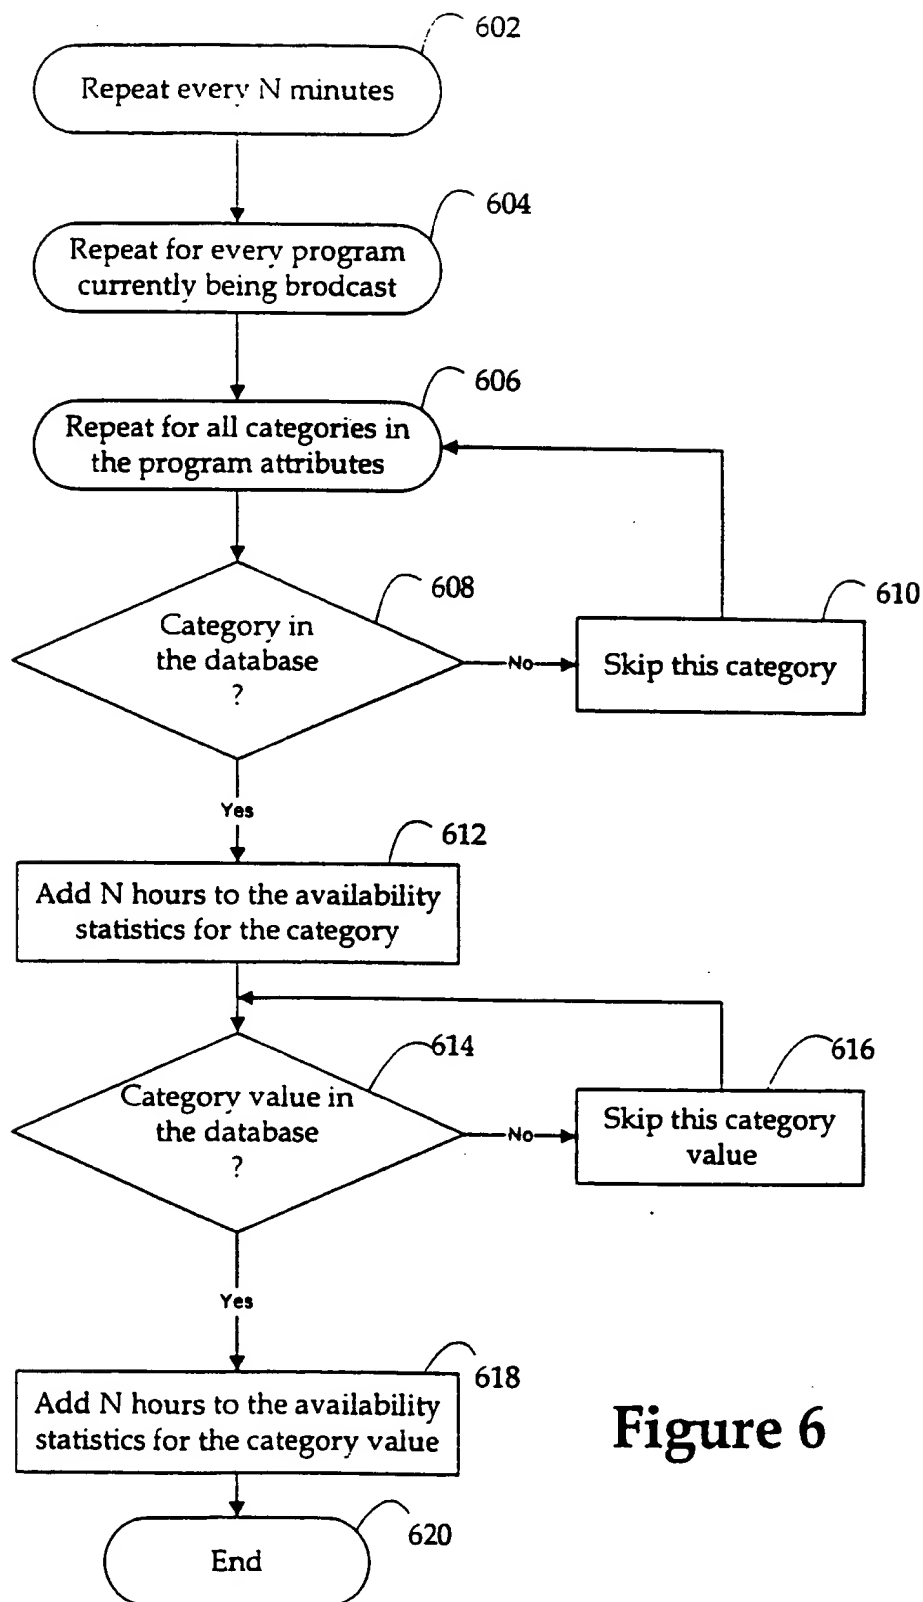 602
Repeat every N minutes
604
Repeat for every program
currently being brodcast
606
Repeat for all categories in
the program attributes
608
Category in
the database
?
No
610
Skip this category
Yes
612
Add N hours to the availability
statistics for the category
614
Category value in
the database
?
No
616
Skip this category
value
Yes
618
Add N hours to the availability
statistics for the category value
Figure 6
620
End